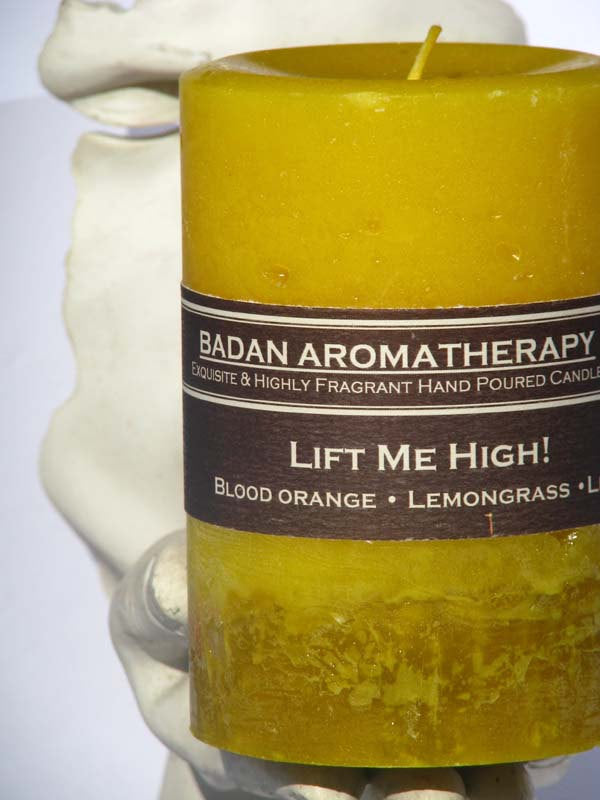 BADAN AROMATHERAPY
EXQUISITE & HIGHLY FRAGRANT HAND POURED CANDLE
LIFT ME HIGH!
BLOOD ORANGE • LEMONGRASS •